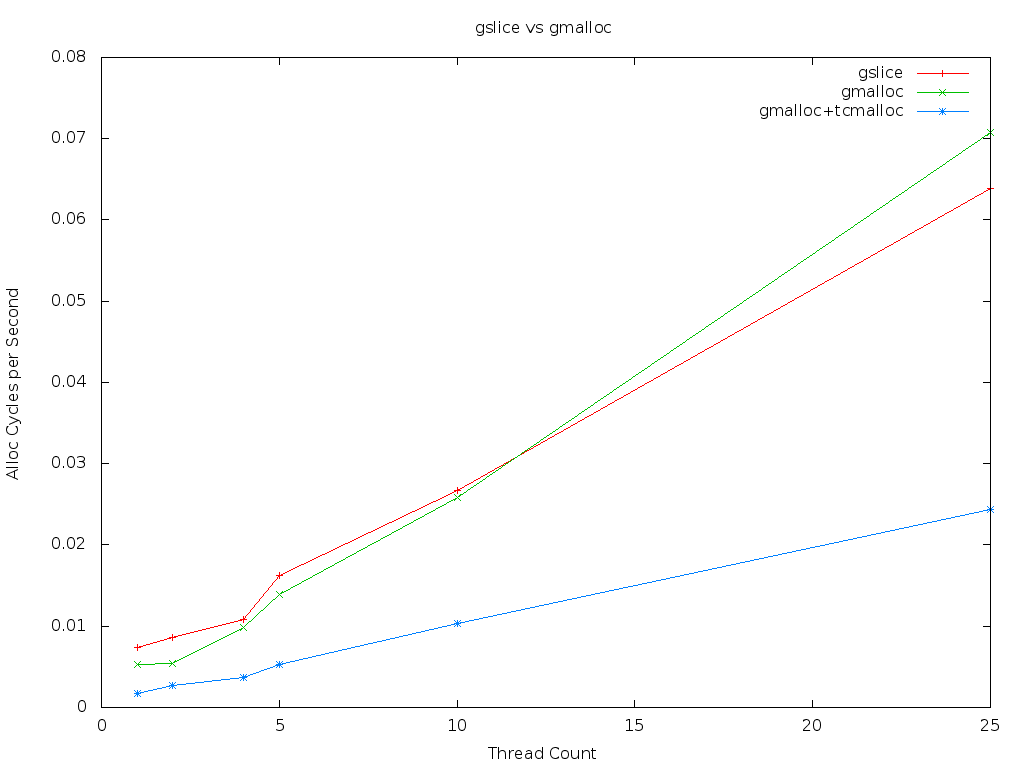 gslice vs gmalloc
gslice
gmalloc
gmalloc+tcmalloc
Alloc Cycles per Second
0.08
0.07
0.06
0.05
0.04
0.03
0.02
0.01
0
0 5 10 15 20 25
Thread Count